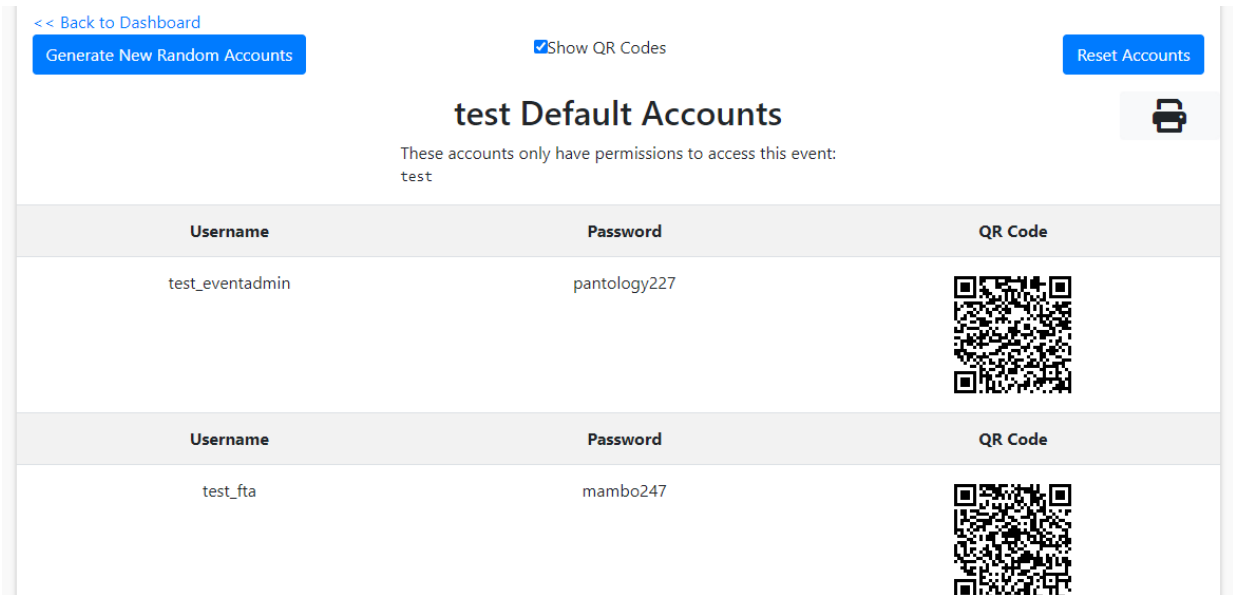 << Back to Dashboard
Generate New Random Accounts
Show QR Codes
Reset Accounts
test Default Accounts
These accounts only have permissions to access this event:
test
Username Password QR Code
test_eventadmin pantology227
Username Password QR Code
test_fta mambo247